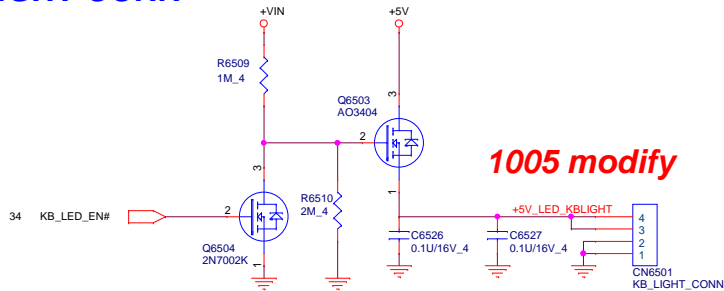 +VIN
+5V
R6509
1M_4
Q6503
AO3404
3
2
1
1005 modify
3
R6510
2M_4
34 KB_LED_EN#
2
Q6504
2N7002K
1
+5V_LED_KBLIGHT
C6526
0.1U/16V_4
C6527
0.1U/16V_4
4
3
2
1
CN6501
KB_LIGHT_CONN